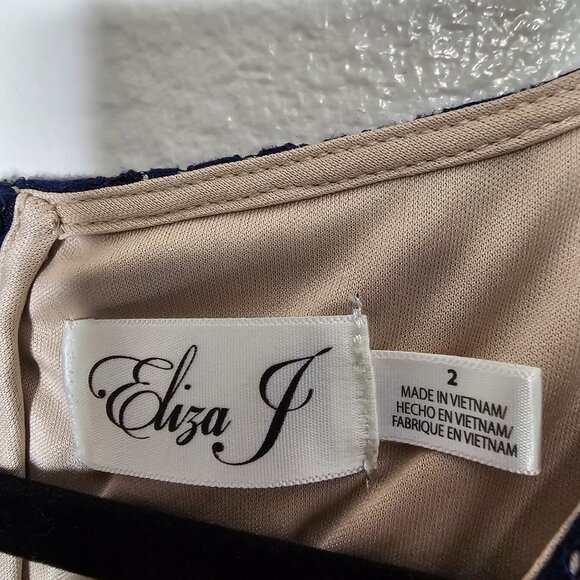 Eliza J
2
MADE IN VIETNAM/
HECHO EN VIETNAM/
FABRIQUE EN VIETNAM